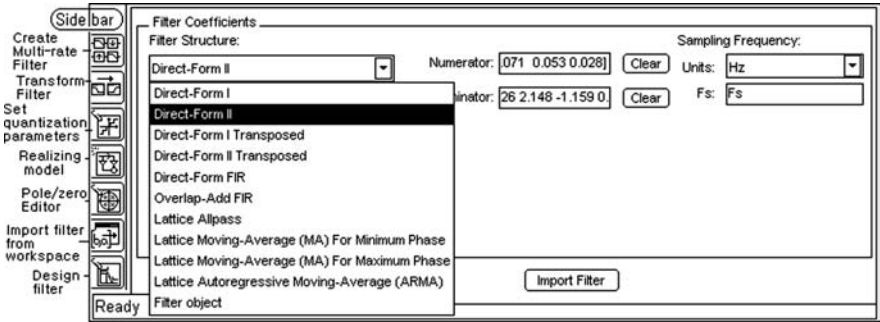 Side bar
Create
Multi-rate
Filter
Transform
Filter
Set
quantization
parameters
Realizing
model
Pole/zero
Editor
Import filter
from
workspace
Design
filter
Filter Coefficients
Filter Structure:
Direct-Form II
Direct-Form I
Direct-Form II
Direct-Form I Transposed
Direct-Form II Transposed
Direct-Form FIR
Overlap-Add FIR
Lattice Allpass
Lattice Moving-Average (MA) For Minimum Phase
Lattice Moving-Average (MA) For Maximum Phase
Lattice Autoregressive Moving-Average (ARMA)
Filter object
Numerator: .071 0.053 0.028] Clear
inator: 26 2.148 -1.159 0. Clear
Sampling Frequency:
Units: Hz
Fs: Fs
Import Filter
Ready